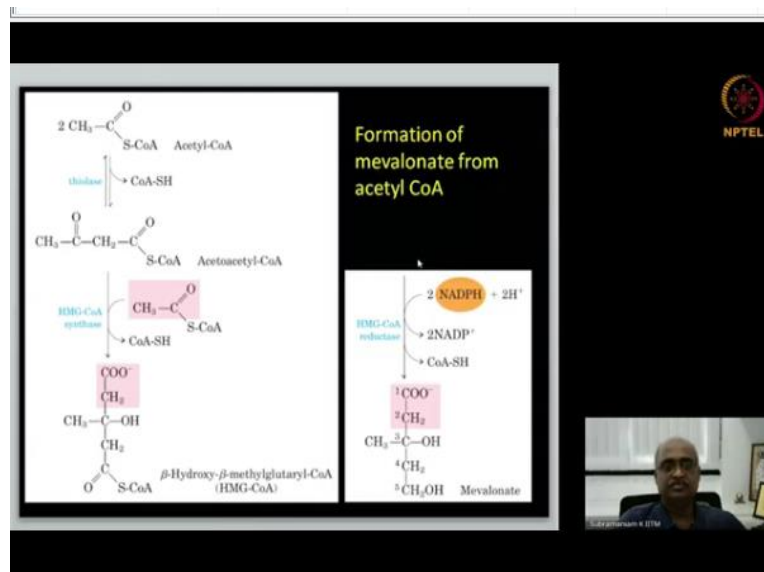 NPTEL
Formation of
mevalonate from
acetyl CoA
2 CH₃—C
O
S-CoA Acetyl-CoA
thiolase
CoA-SH
O
O
CH₃—C—CH₂—C
S-CoA Acetoacetyl-CoA
HMG-CoA
synthase
CH₃—C
O
S-CoA
CoA-SH
COO⁻
CH₂
CH₃—C—OH
CH₂
C
O S-CoA
β-Hydroxy-β-methylglutaryl-CoA
(HMG-CoA)
2 NADPH + 2H⁺
HMG-CoA
reductase
2NADP⁺
CoA-SH
¹COO⁻
²CH₂
CH₃—³C—OH
⁴CH₂
⁵CH₂OH Mevalonate
Subramaniam K IITM